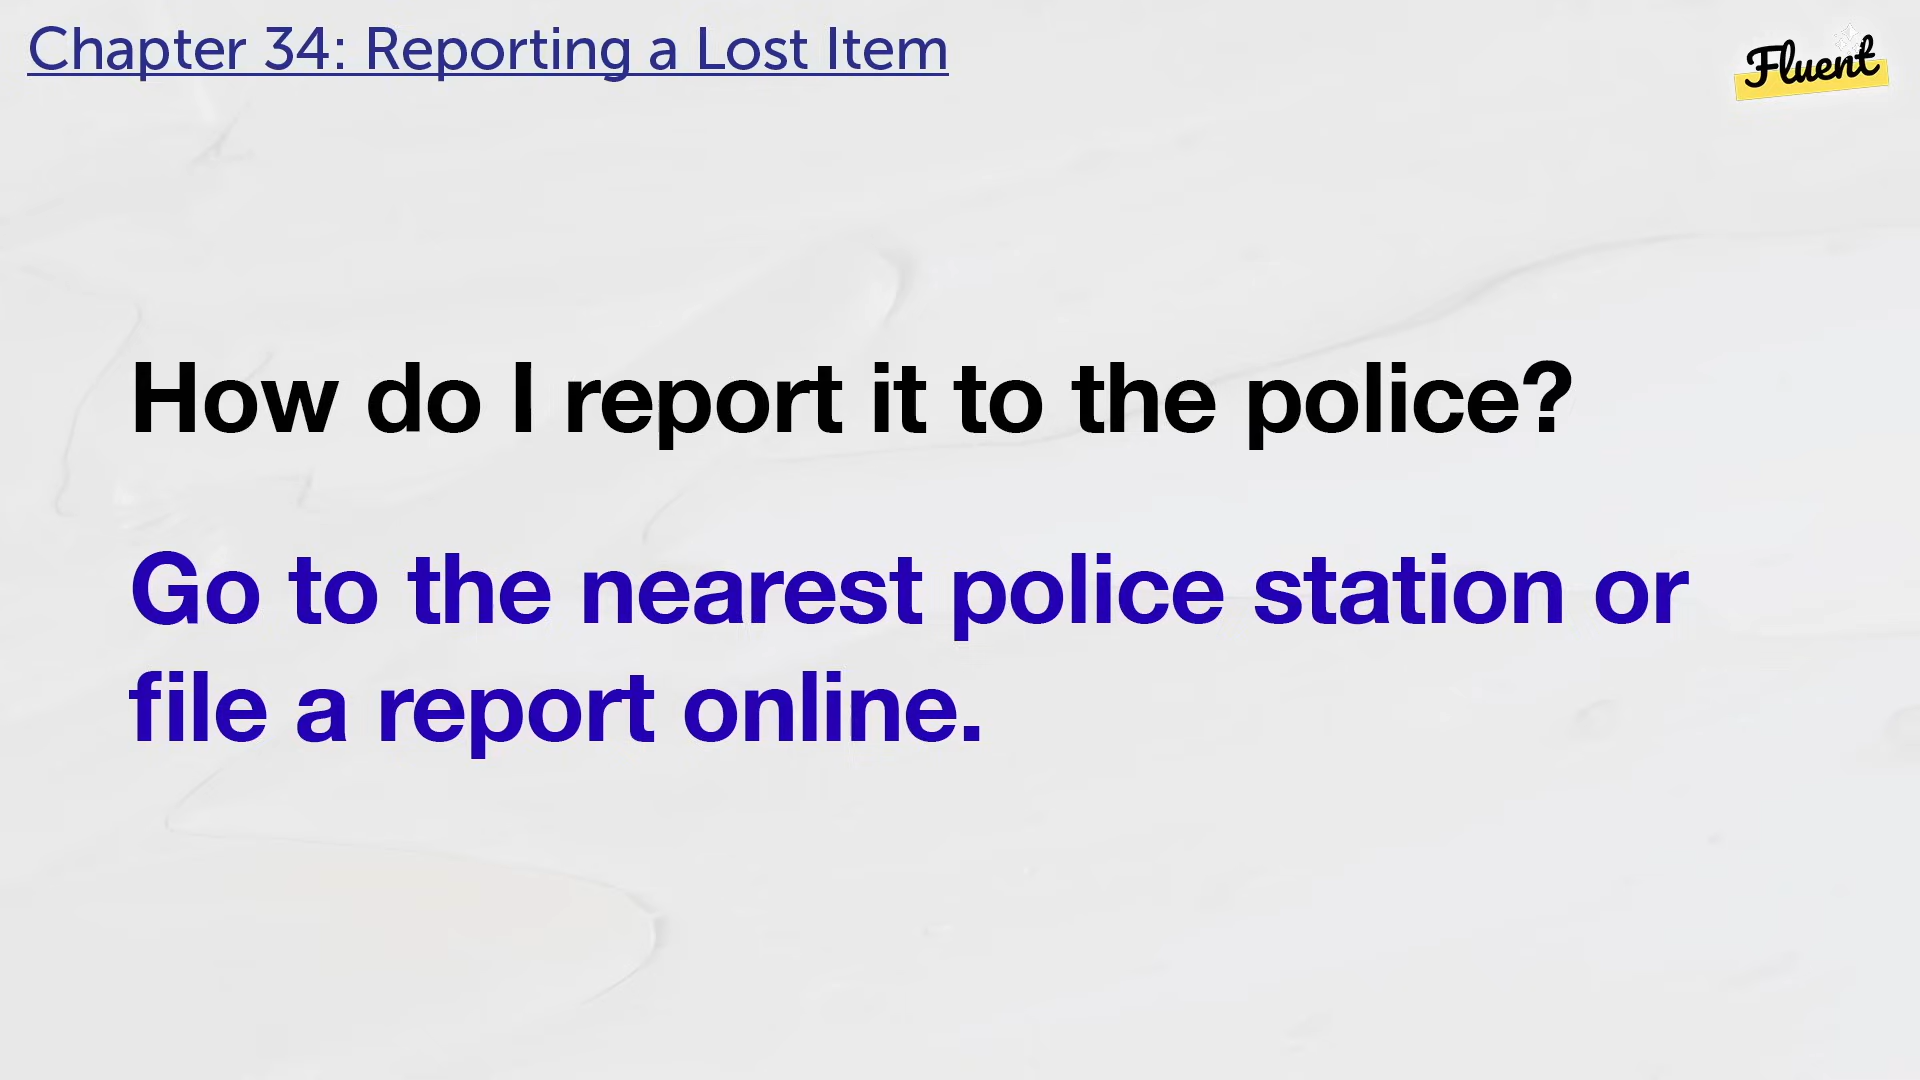 Chapter 34: Reporting a Lost Item
Fluent
How do I report it to the police?
Go to the nearest police station or
file a report online.